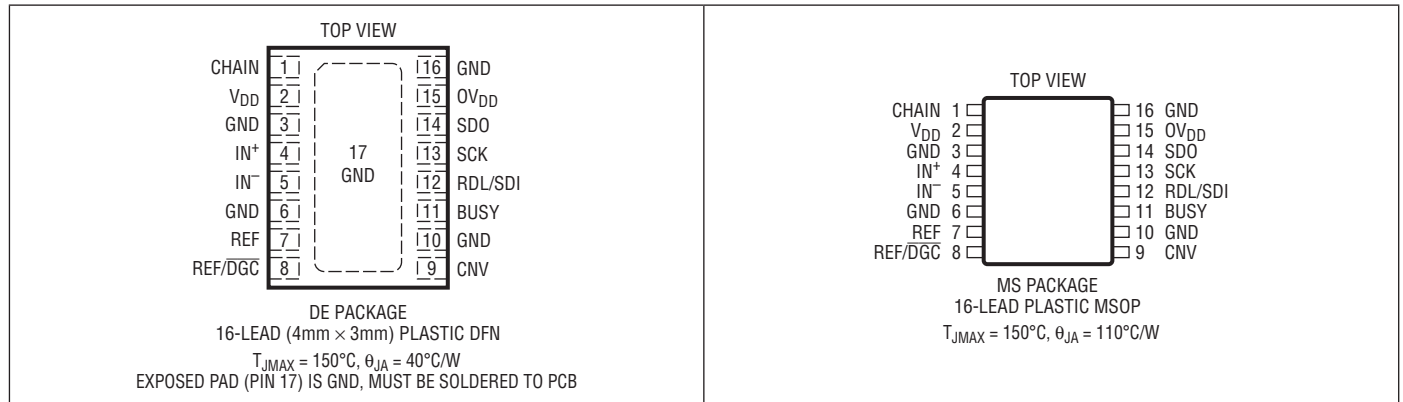 TOP VIEW
CHAIN 1 16 GND
VDD 2 15 OVDD
GND 3 14 SDO
IN+ 4 17 13 SCK
IN– 5 GND 12 RDL/SDI
GND 6 11 BUSY
REF 7 10 GND
REF/DGC 8 9 CNV
DE PACKAGE
16-LEAD (4mm × 3mm) PLASTIC DFN
TJMAX = 150°C, θJA = 40°C/W
EXPOSED PAD (PIN 17) IS GND, MUST BE SOLDERED TO PCB
TOP VIEW
CHAIN 1 16 GND
VDD 2 15 OVDD
GND 3 14 SDO
IN+ 4 13 SCK
IN– 5 12 RDL/SDI
GND 6 11 BUSY
REF 7 10 GND
REF/DGC 8 9 CNV
MS PACKAGE
16-LEAD PLASTIC MSOP
TJMAX = 150°C, θJA = 110°C/W